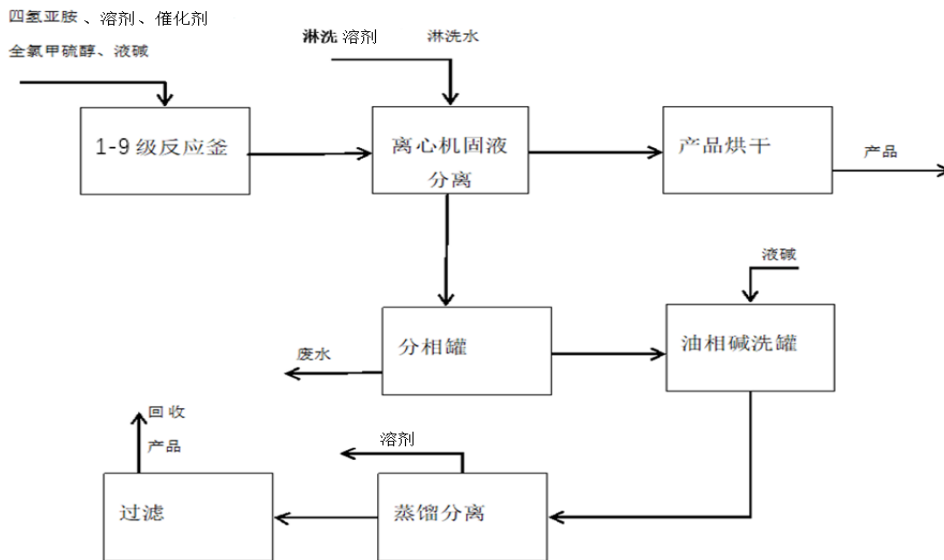 四氢亚胺、溶剂、催化剂
全氯甲硫醇、液碱
淋洗溶剂 淋洗水
1-9级反应釜
离心机固液
分离
产品烘干
产品
液碱
分相罐
油相碱洗罐
废水
回收
产品
溶剂
过滤
蒸馏分离